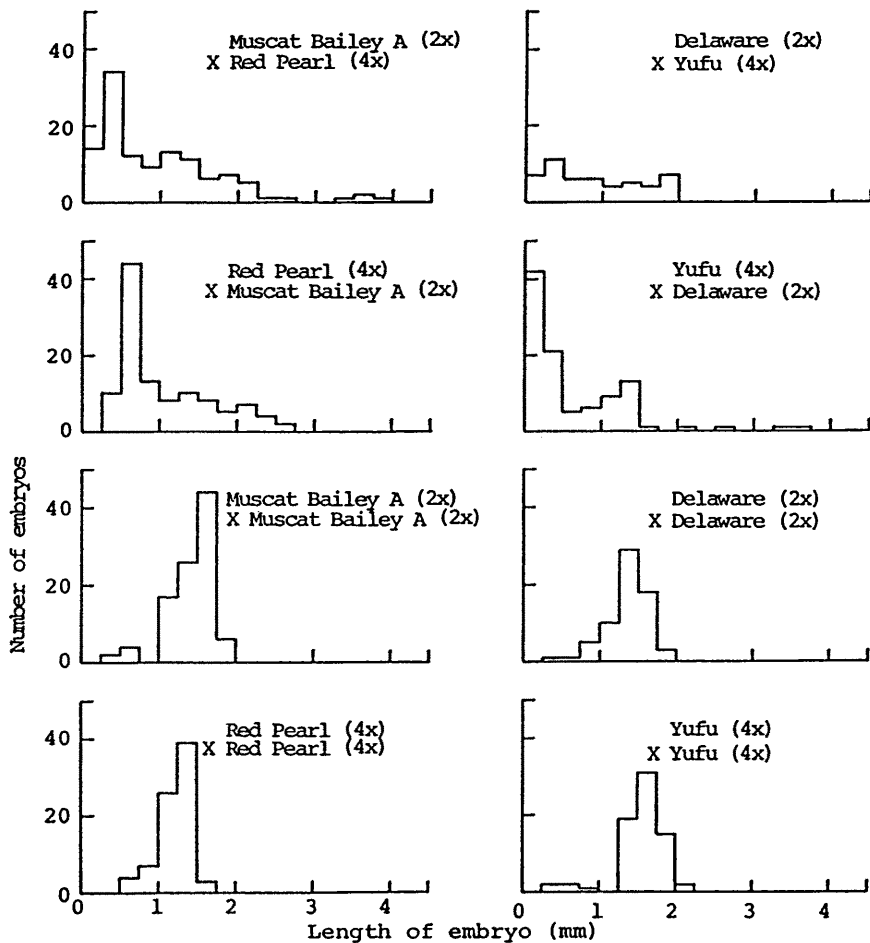 Muscat Bailey A (2x)
X Red Pearl (4x)
Delaware (2x)
X Yufu (4x)
40
20
0
Red Pearl (4x)
X Muscat Bailey A (2x)
Yufu (4x)
X Delaware (2x)
40
20
0
Muscat Bailey A (2x)
X Muscat Bailey A (2x)
Delaware (2x)
X Delaware (2x)
40
20
0
Red Pearl (4x)
X Red Pearl (4x)
Yufu (4x)
X Yufu (4x)
40
20
0
Number of embryos
0 1 2 3 4
0 1 2 3 4
Length of embryo (mm)